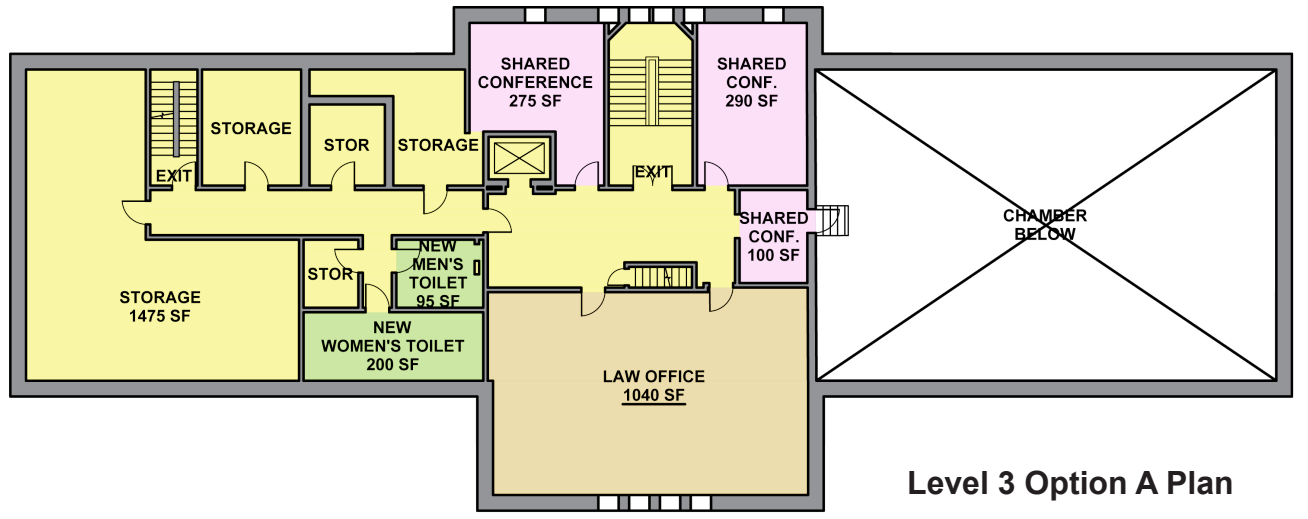 SHARED
CONFERENCE
275 SF
SHARED
CONF.
290 SF
STORAGE
STOR
STORAGE
EXIT
EXIT
SHARED
CONF.
100 SF
CHAMBER
BELOW
NEW
MEN'S
TOILET
95 SF
STOR
STORAGE
1475 SF
NEW
WOMEN'S TOILET
200 SF
LAW OFFICE
1040 SF
Level 3 Option A Plan